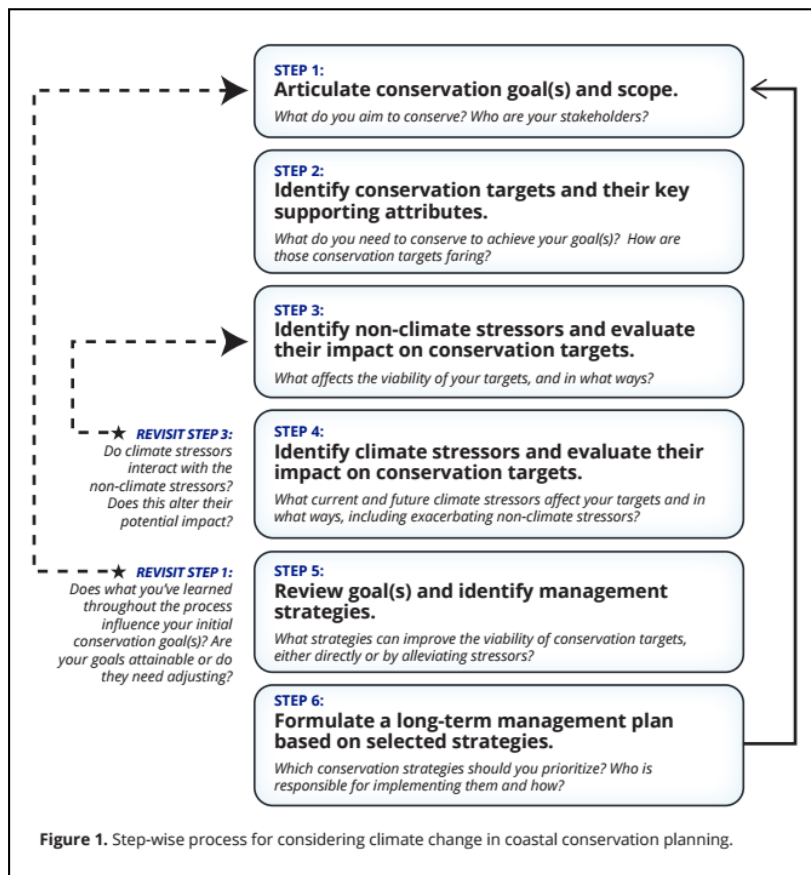 STEP 1:
Articulate conservation goal(s) and scope.
What do you aim to conserve? Who are your stakeholders?
STEP 2:
Identify conservation targets and their key
supporting attributes.
What do you need to conserve to achieve your goal(s)? How are
those conservation targets faring?
STEP 3:
Identify non-climate stressors and evaluate
their impact on conservation targets.
What affects the viability of your targets, and in what ways?
REVISIT STEP 3:
Do climate stressors
interact with the
non-climate stressors?
Does this alter their
potential impact?
STEP 4:
Identify climate stressors and evaluate their
impact on conservation targets.
What current and future climate stressors affect your targets and in
what ways, including exacerbating non-climate stressors?
REVISIT STEP 1:
Does what you've learned
throughout the process
influence your initial
conservation goal(s)? Are
your goals attainable or do
they need adjusting?
STEP 5:
Review goal(s) and identify management
strategies.
What strategies can improve the viability of conservation targets,
either directly or by alleviating stressors?
STEP 6:
Formulate a long-term management plan
based on selected strategies.
Which conservation strategies should you prioritize? Who is
responsible for implementing them and how?
Figure 1. Step-wise process for considering climate change in coastal conservation planning.